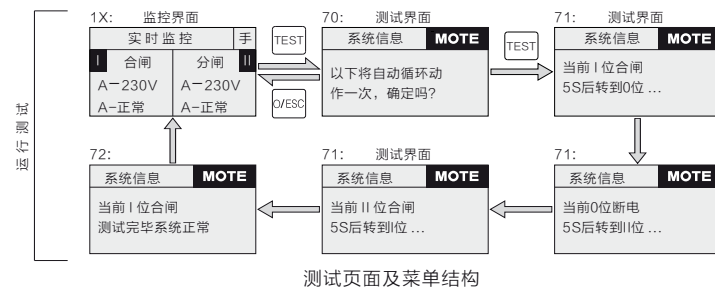 运行测试
1X: 监控界面
实时监控 手
I 合闸 分闸 II
A－230V A－230V
A-正常 A-正常
TEST
O/ESC
70: 测试界面
系统信息 MOTE
以下将自动循环动
作一次，确定吗?
TEST
71: 测试界面
系统信息 MOTE
当前 I 位合闸
5S后转到0位 ...
71:
系统信息 MOTE
当前0位断电
5S后转到II位 ...
71: 测试界面
系统信息 MOTE
当前 II 位合闸
5S后转到I位 ...
72:
系统信息 MOTE
当前 I 位合闸
测试完毕系统正常
测试页面及菜单结构